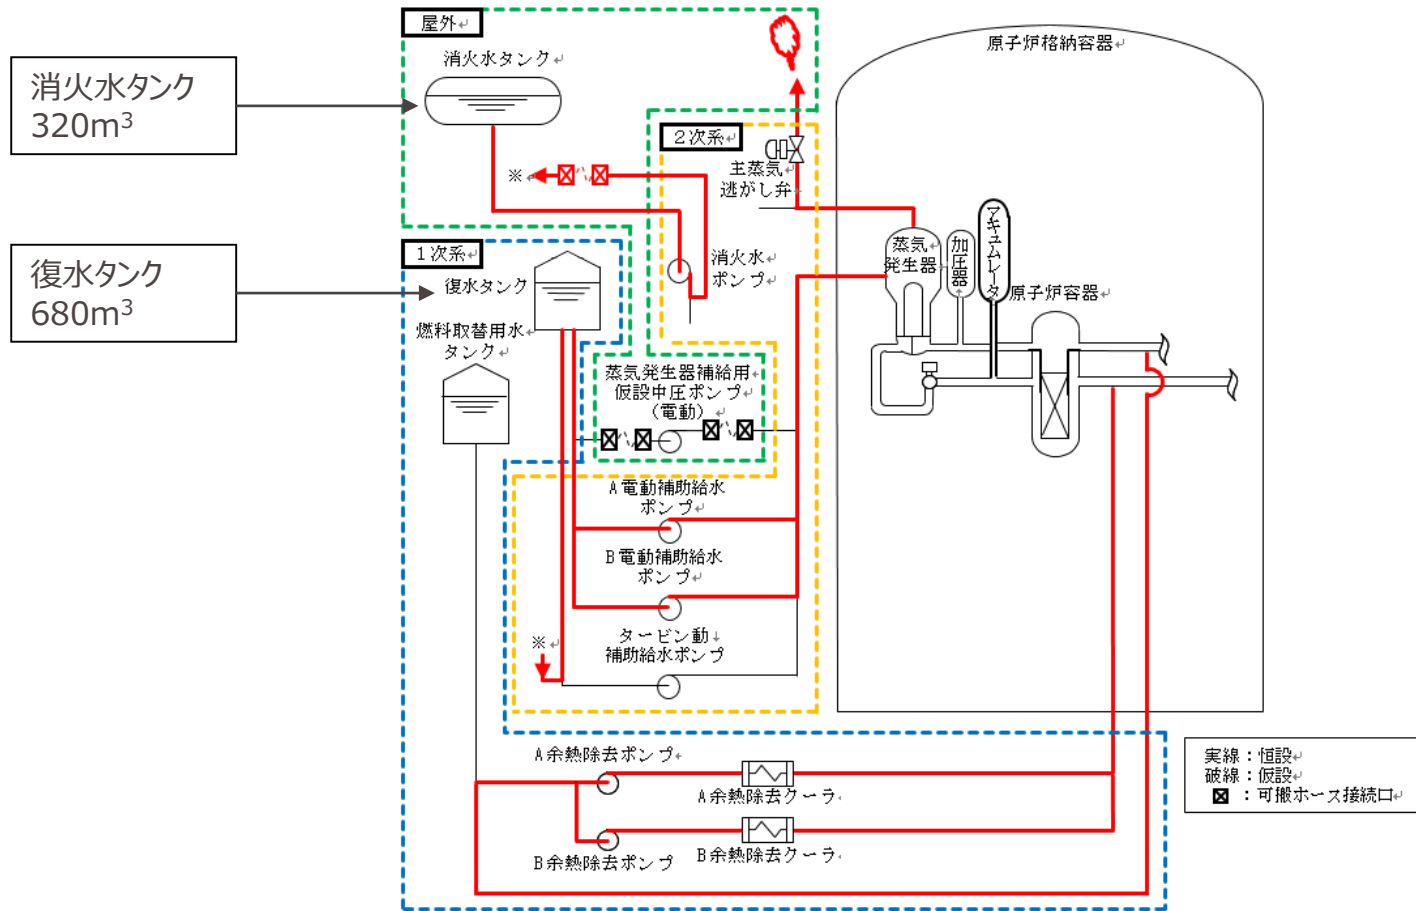 消火水タンク
320m³
復水タンク
680m³
屋外↵
消火水タンク↵
※↵
2次系↵
主蒸気↵
逃がし弁↵
消火水↵
ポンプ↵
1次系↵
復水タンク
燃料取替用水↵
タンク↵
蒸気発生器補給用↵
仮設中圧ポンプ↵
(電動)↵
A電動補助給水
ポンプ↵
B電動補助給水
ポンプ↵
※↵
タービン動↓
補助給水ポンプ
原子炉格納容器↵
蒸気↵
発生器↵
加圧器↵
アキュムレータ
原子炉容器↵
A余熱除去ポンプ↵
A余熱除去クーラ↵
B余熱除去ポンプ
B余熱除去クーラ↵
実線：恒設↵
破線：仮設↵
：可搬ホース接続口↵